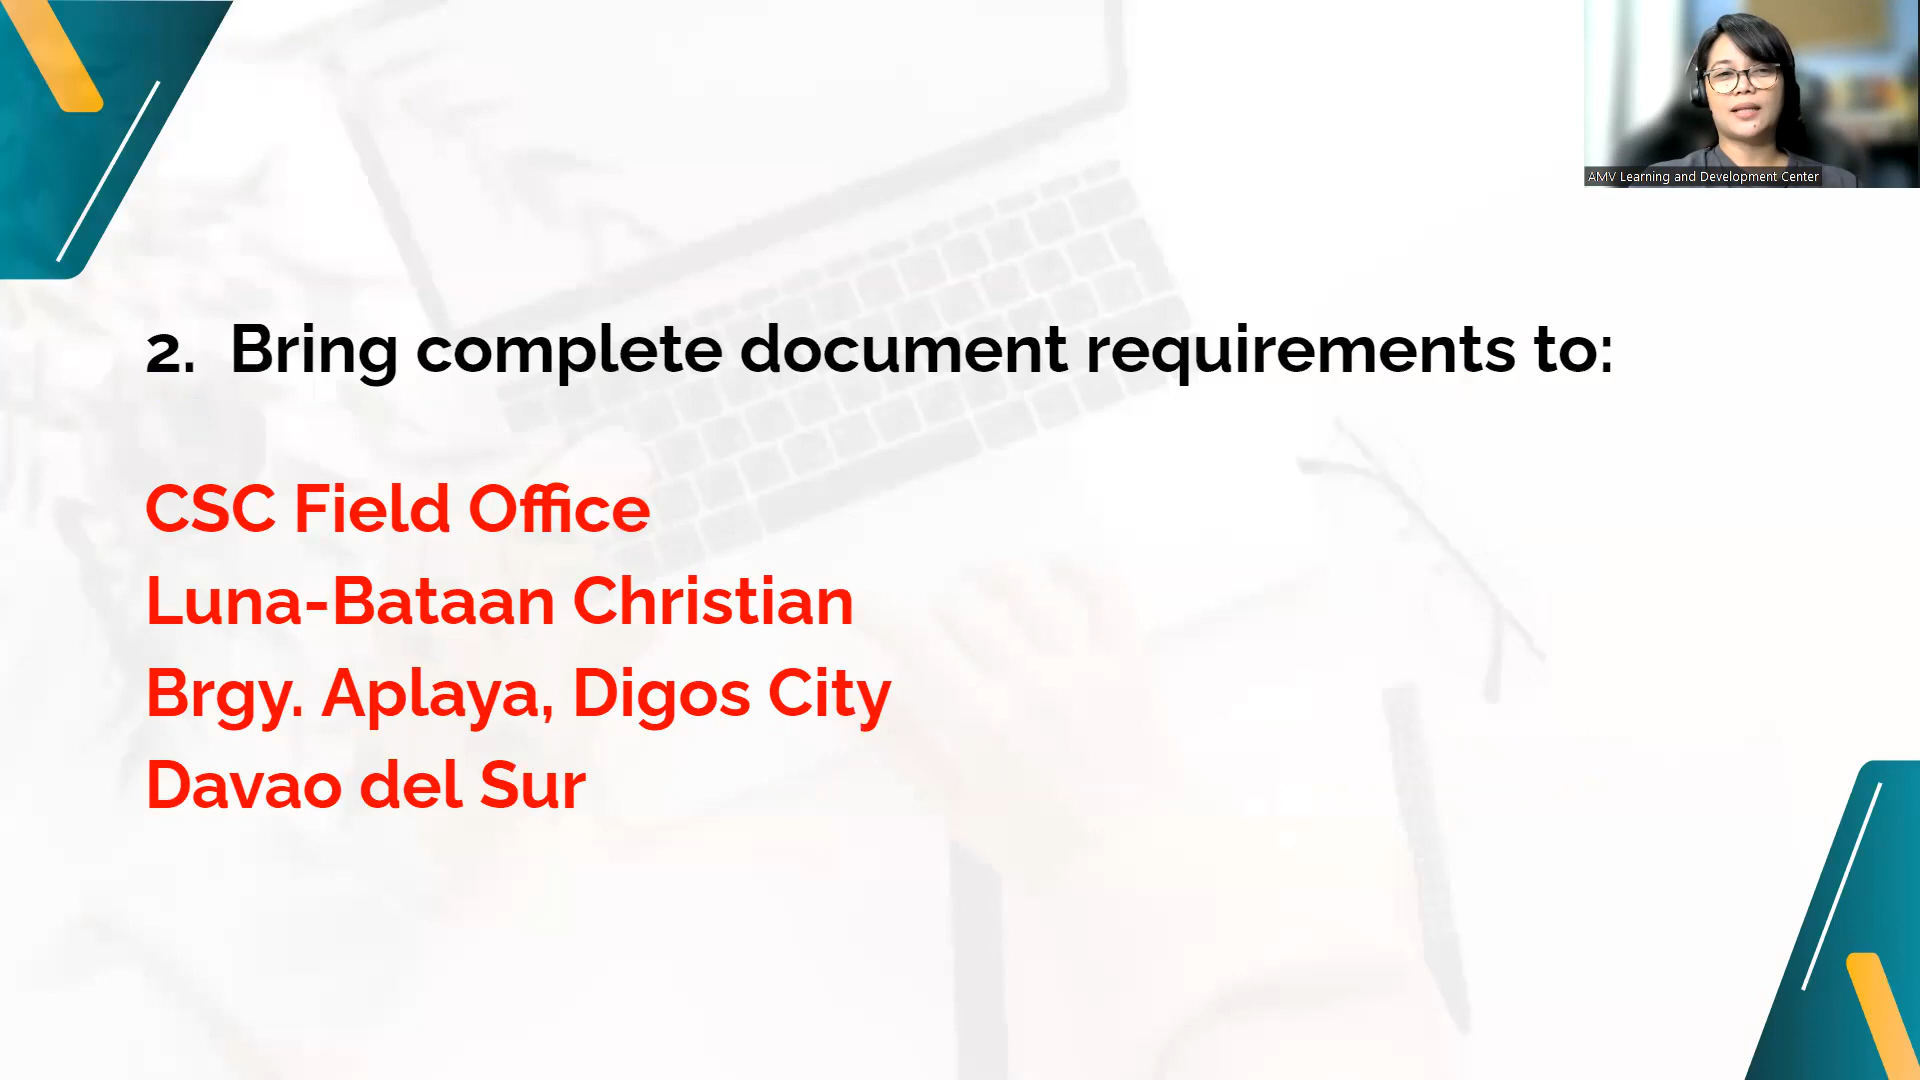 AMV Learning and Development Center
2. Bring complete document requirements to:
CSC Field Office
Luna-Bataan Christian
Brgy. Aplaya, Digos City
Davao del Sur